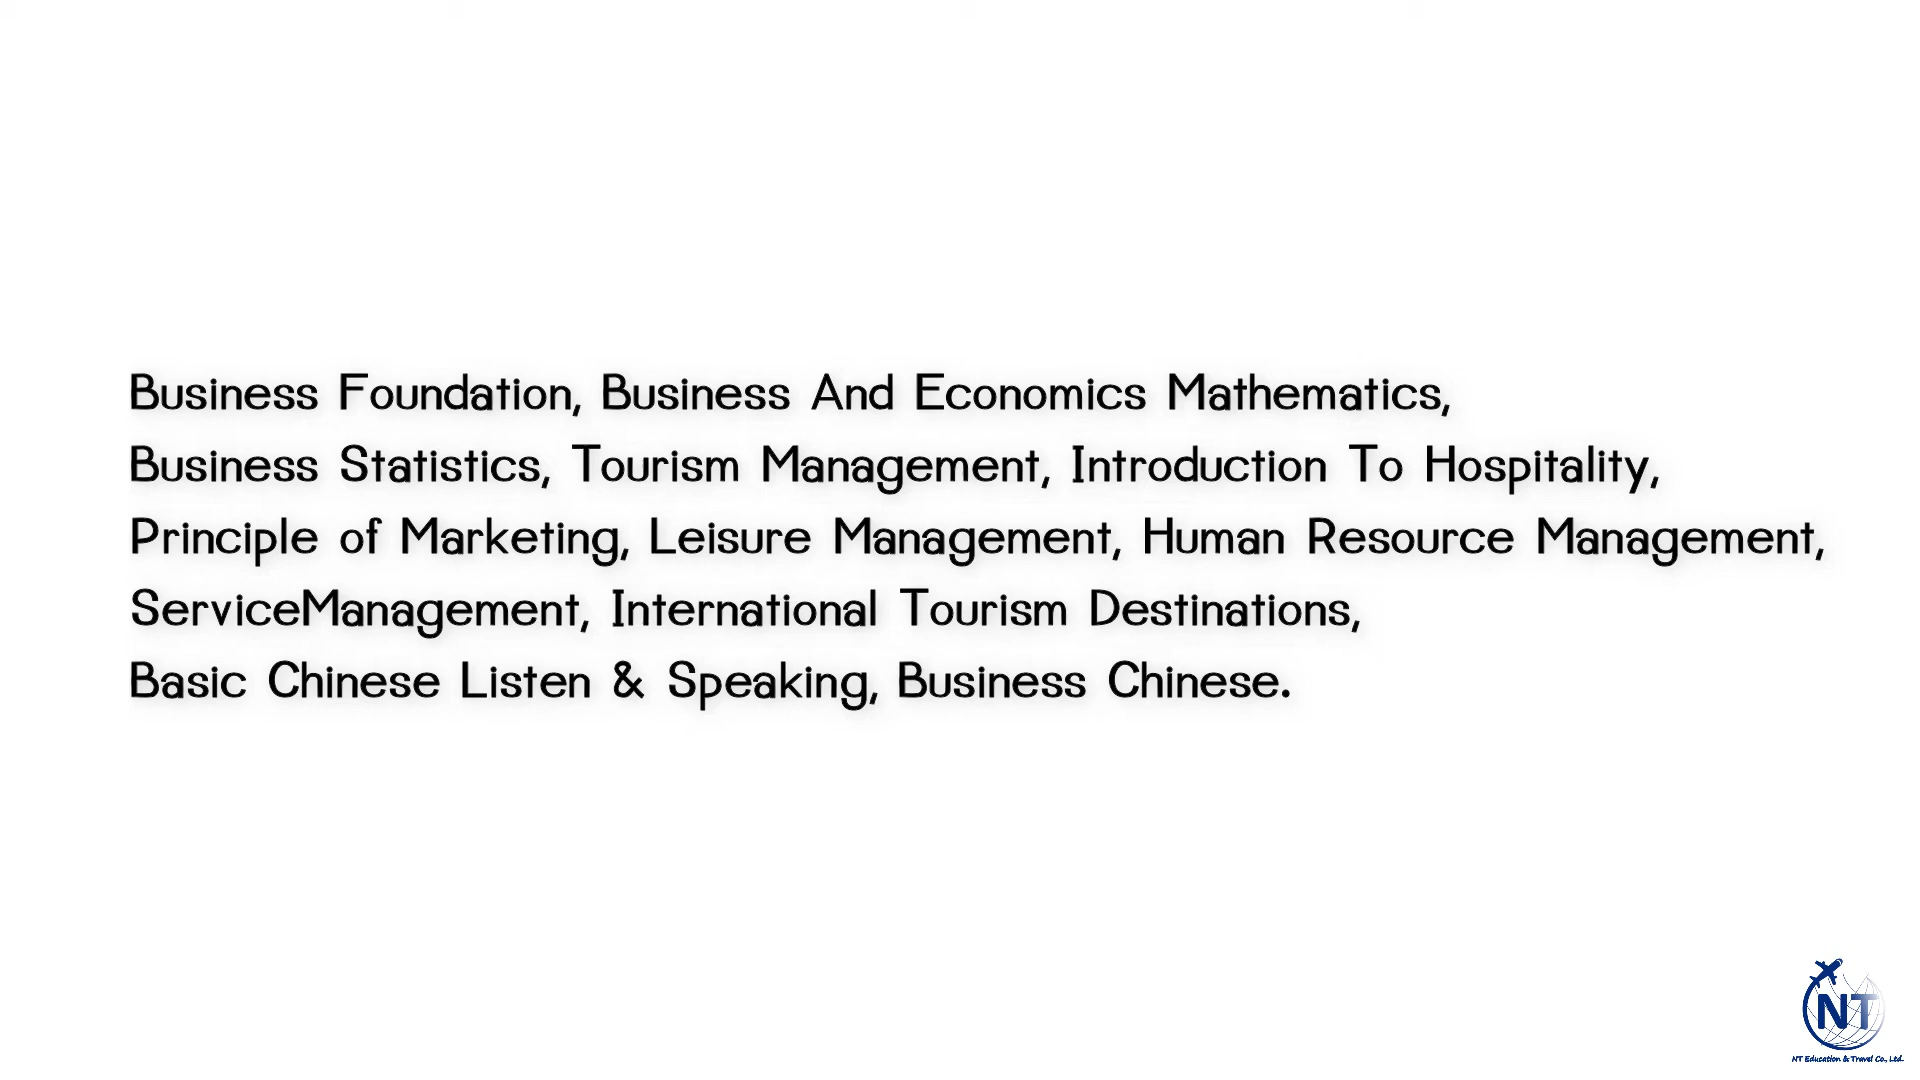 Business Foundation, Business And Economics Mathematics,
Business Statistics, Tourism Management, Introduction To Hospitality,
Principle of Marketing, Leisure Management, Human Resource Management,
ServiceManagement, International Tourism Destinations,
Basic Chinese Listen & Speaking, Business Chinese.
NT
NT Education & Travel Co., Ltd.